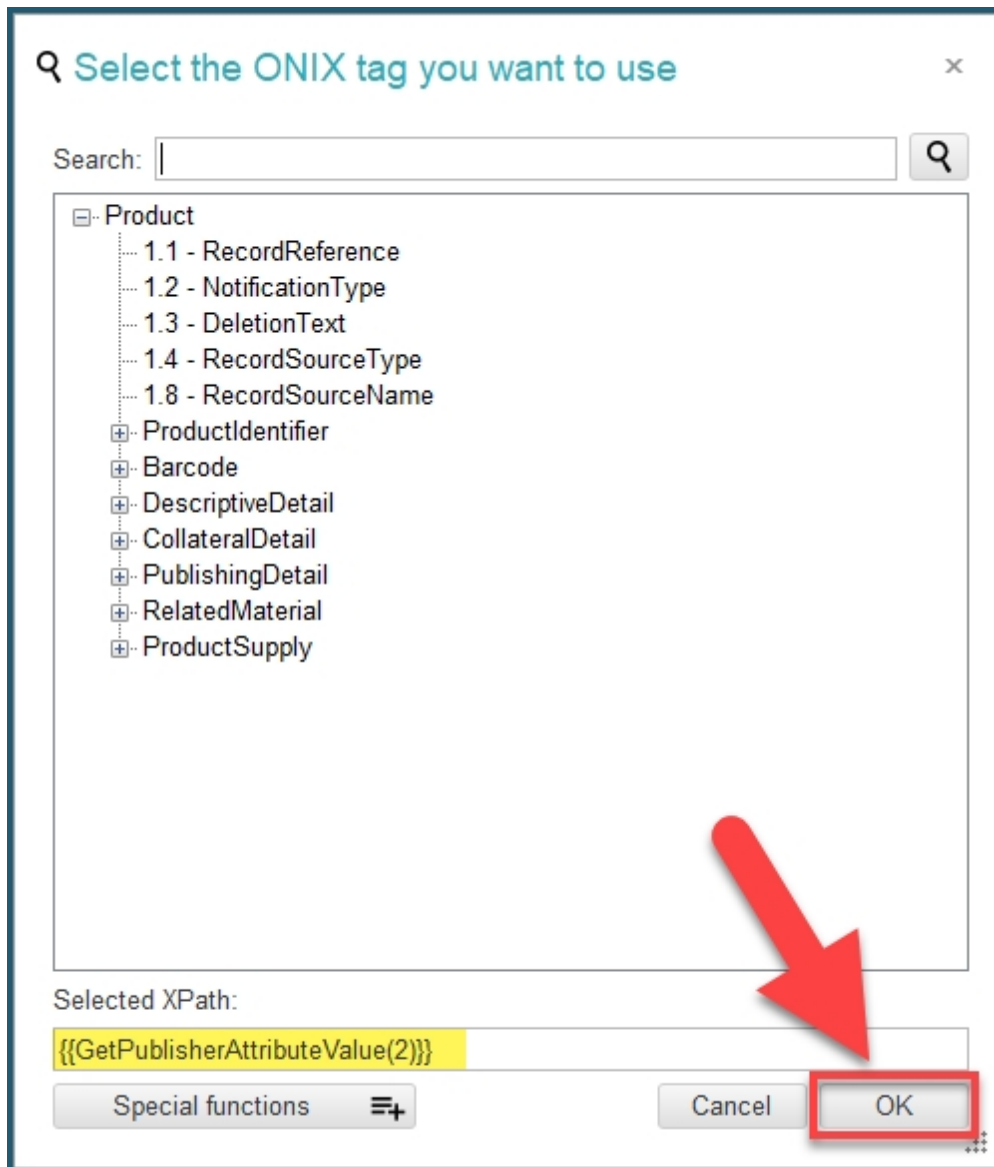 Select the ONIX tag you want to use
Search:
Product
1.1 - RecordReference
1.2 - NotificationType
1.3 - DeletionText
1.4 - RecordSourceType
1.8 - RecordSourceName
ProductIdentifier
Barcode
DescriptiveDetail
CollateralDetail
PublishingDetail
RelatedMaterial
ProductSupply
Selected XPath:
{{GetPublisherAttributeValue(2)}}
Special functions Cancel OK